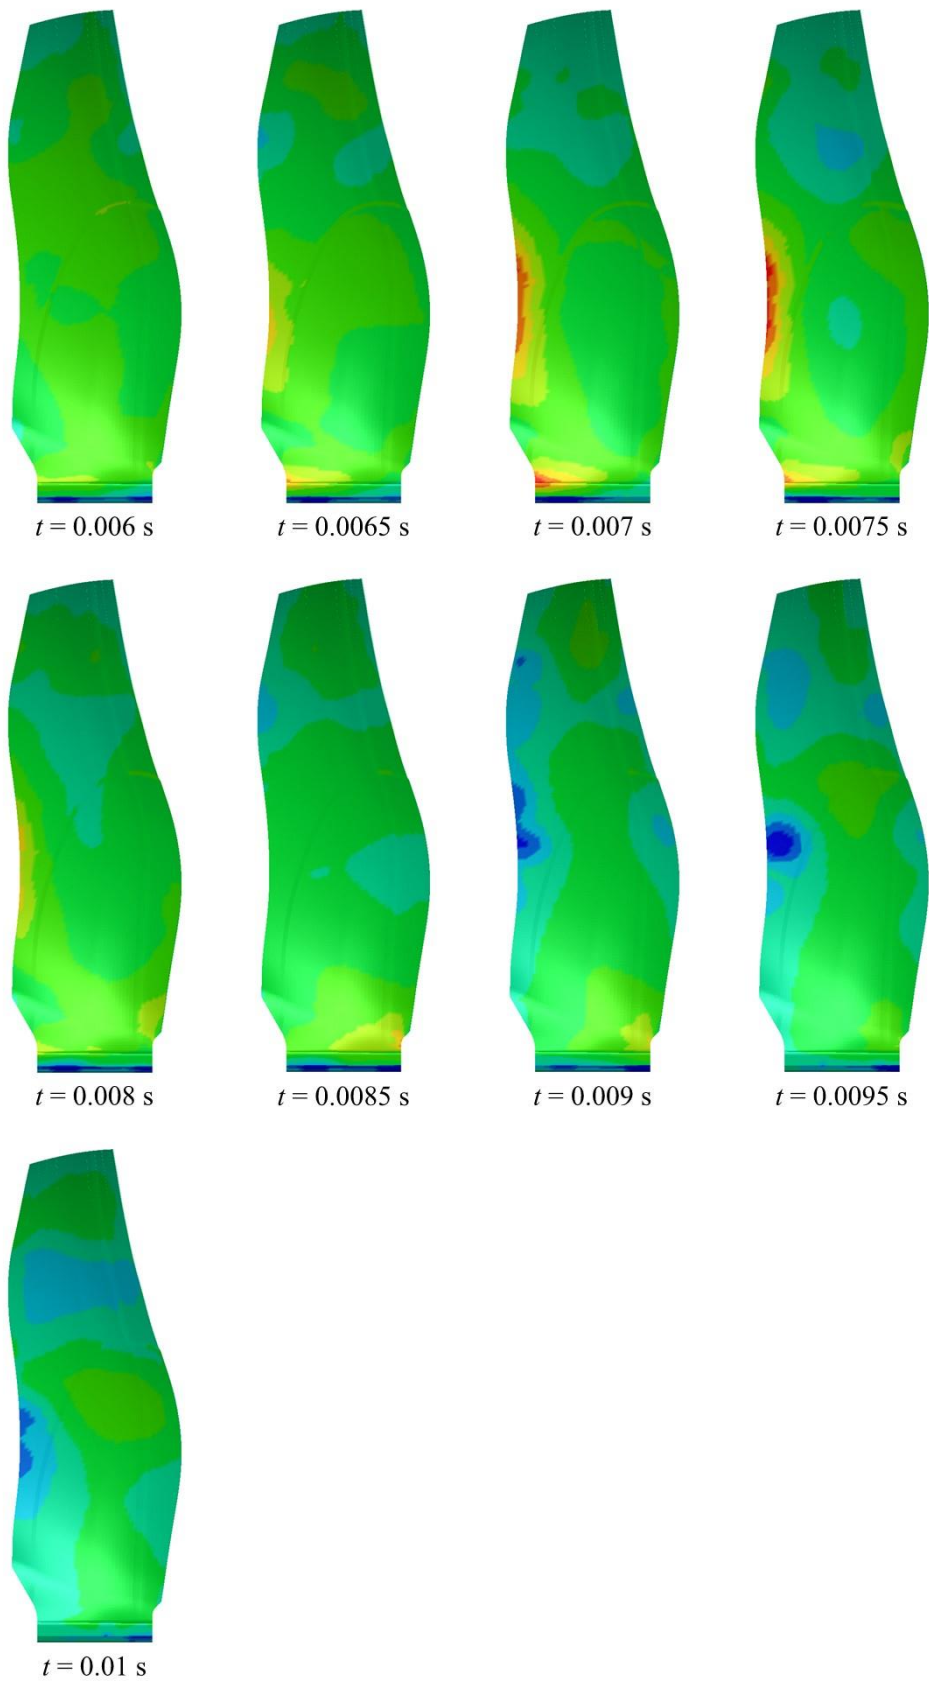 t = 0.006 s
t = 0.0065 s
t = 0.007 s
t = 0.0075 s
t = 0.008 s
t = 0.0085 s
t = 0.009 s
t = 0.0095 s
t = 0.01 s